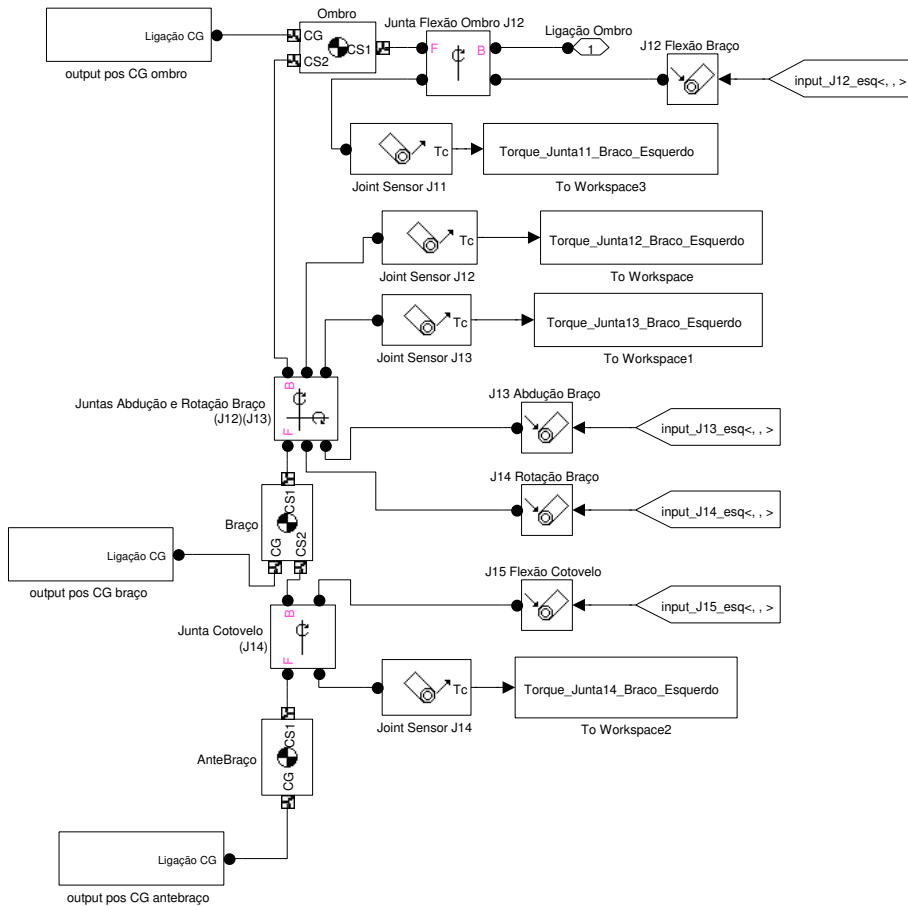 Ombro
Ligação CG
CG
CS1
CS2
output pos CG ombro
Junta Flexão Ombro J12
F
B
Ligação Ombro
1
J12 Flexão Braço
input_J12_esq<, , >
Tc
Joint Sensor J11
Torque_Junta11_Braco_Esquerdo
To Workspace3
Tc
Joint Sensor J12
Torque_Junta12_Braco_Esquerdo
To Workspace
Tc
Joint Sensor J13
Torque_Junta13_Braco_Esquerdo
To Workspace1
Juntas Abdução e Rotação Braço
(J12)(J13)
B
F
J13 Abdução Braço
input_J13_esq<, , >
J14 Rotação Braço
input_J14_esq<, , >
Braço
CS1
CG
CS2
Ligação CG
output pos CG braço
J15 Flexão Cotovelo
input_J15_esq<, , >
Junta Cotovelo
(J14)
B
F
Tc
Joint Sensor J14
Torque_Junta14_Braco_Esquerdo
To Workspace2
AnteBraço
CS1
CG
Ligação CG
output pos CG antebraço